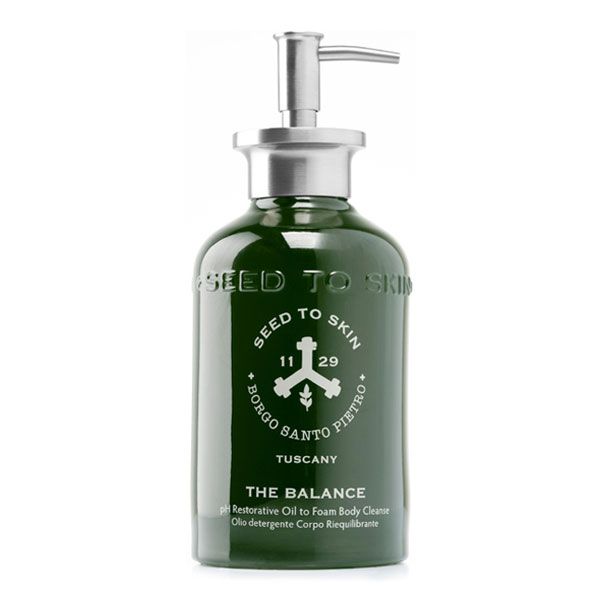 SEED TO SKIN
SEED TO SKIN
11 29
+ BORGO SANTO PIETRO +
TUSCANY
THE BALANCE
pH Restorative Oil to Foam Body Cleanse
Olio detergente Corpo Riequilibrante